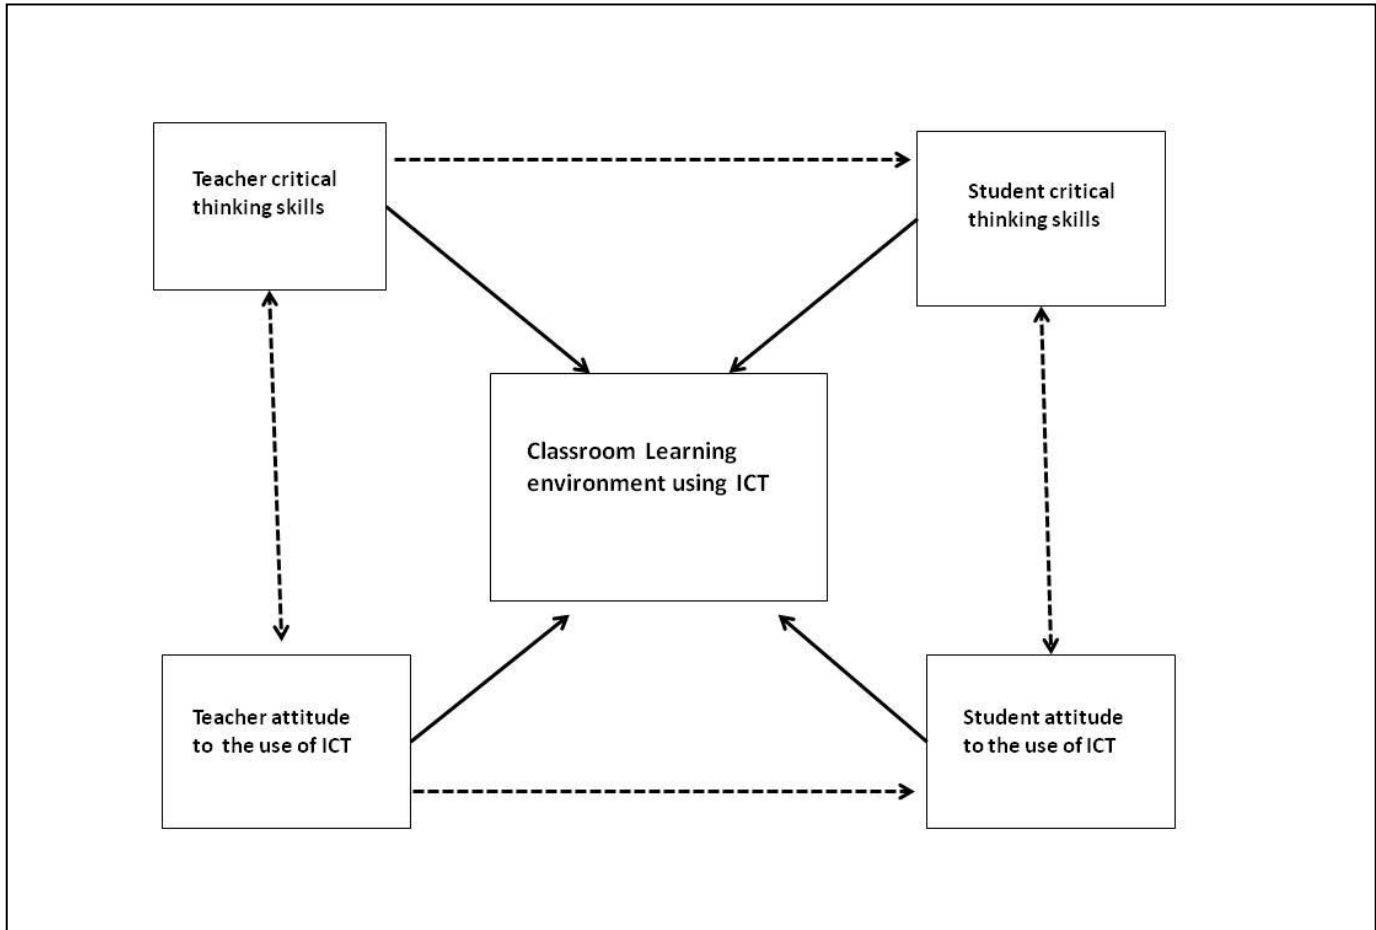 Teacher critical
thinking skills
Student critical
thinking skills
Classroom Learning
environment using ICT
Teacher attitude
to the use of ICT
Student attitude
to the use of ICT